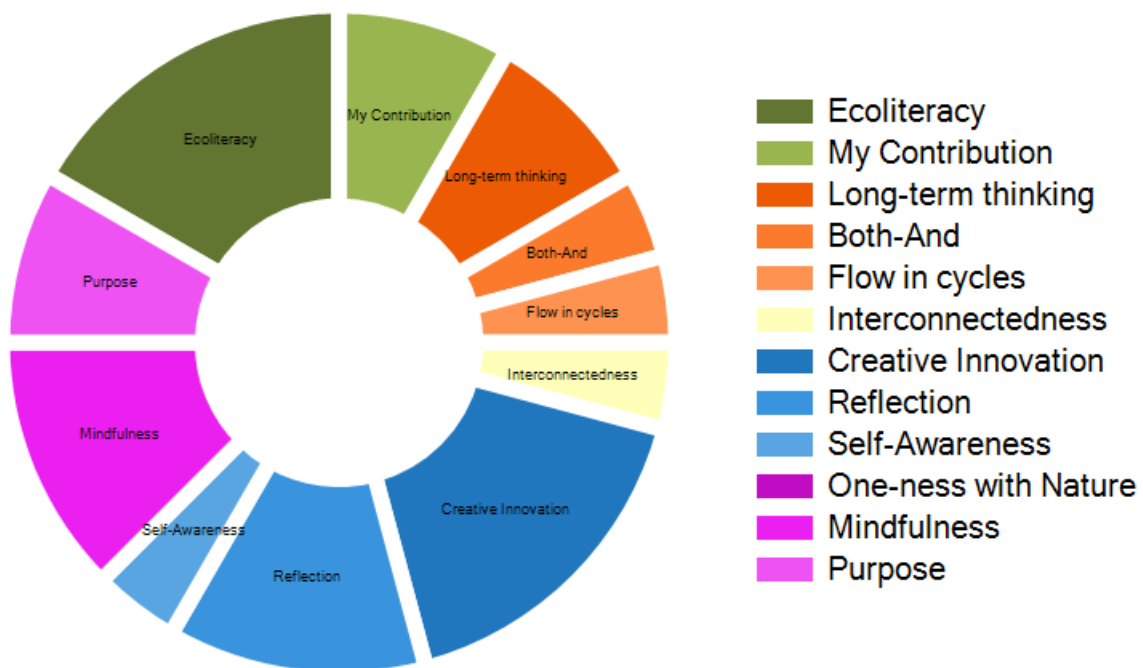 My Contribution
Ecoliteracy
Long-term thinking
Both-And
Purpose
Flow in cycles
Interconnectedness
Mindfulness
Creative Innovation
Self-Awareness
Reflection
Ecoliteracy
My Contribution
Long-term thinking
Both-And
Flow in cycles
Interconnectedness
Creative Innovation
Reflection
Self-Awareness
One-ness with Nature
Mindfulness
Purpose